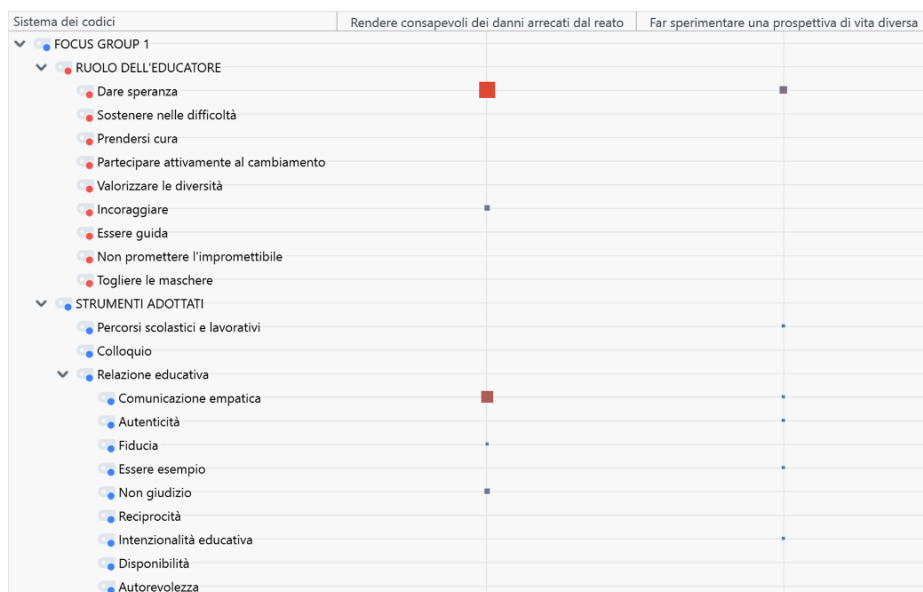 Sistema dei codici Rendere consapevoli dei danni arrecati dal reato Far sperimentare una prospettiva di vita diversa
FOCUS GROUP 1
RUOLO DELL'EDUCATORE
Dare speranza
Sostenere nelle difficoltà
Prendersi cura
Partecipare attivamente al cambiamento
Valorizzare le diversità
Incoraggiare
Essere guida
Non promettere l'impromettibile
Togliere le maschere
STRUMENTI ADOTTATI
Percorsi scolastici e lavorativi
Colloquio
Relazione educativa
Comunicazione empatica
Autenticità
Fiducia
Essere esempio
Non giudizio
Reciprocità
Intenzionalità educativa
Disponibilità
Autorevolezza